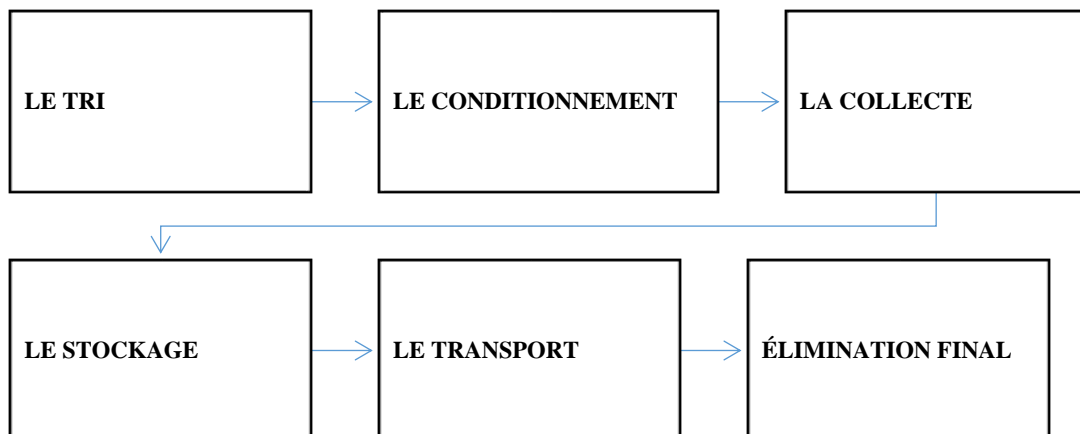 LE TRI
LE CONDITIONNEMENT
LA COLLECTE
LE STOCKAGE
LE TRANSPORT
ÉLIMINATION FINAL